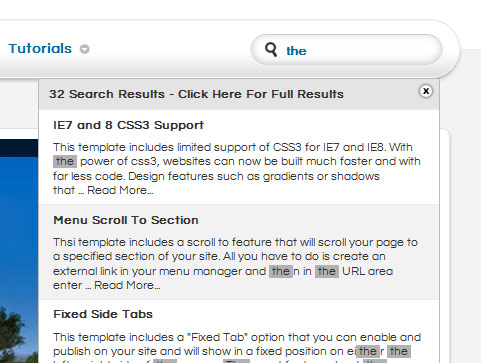 Tutorials
the
32 Search Results - Click Here For Full Results
x
IE7 and 8 CSS3 Support
This template includes limited support of CSS3 for IE7 and IE8. With
the power of css3, websites can now be built much faster and with
far less code. Design features such as gradients or shadows
that ... Read More...
Menu Scroll To Section
Thsi template includes a scroll to feature that will scroll your page to
a specified section of your site. All you have to do is create an
external link in your menu manager and then in the URL area
enter ... Read More...
Fixed Side Tabs
This template includes a "Fixed Tab" option that you can enable and
publish on your site and will show in a fixed position on either the